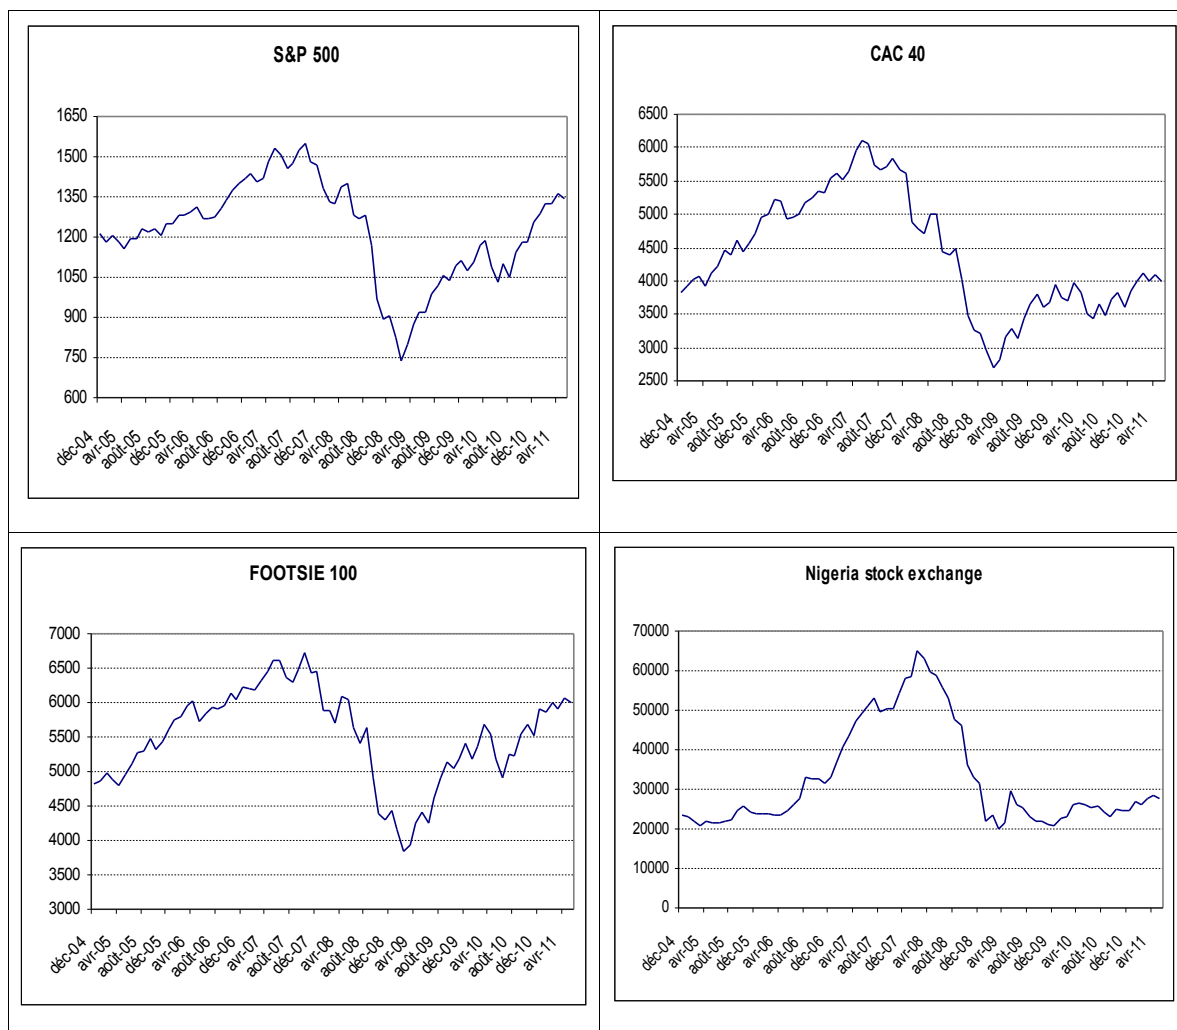 S&P 500
1650
1500
1350
1200
1050
900
750
600
déc-04
avr-05
août-05
déc-05
avr-06
août-06
déc-06
avr-07
août-07
déc-07
avr-08
août-08
déc-08
avr-09
août-09
déc-09
avr-10
août-10
déc-10
avr-11
CAC 40
6500
6000
5500
5000
4500
4000
3500
3000
2500
déc-04
avr-05
août-05
déc-05
avr-06
août-06
déc-06
avr-07
août-07
déc-07
avr-08
août-08
déc-08
avr-09
août-09
déc-09
avr-10
août-10
déc-10
avr-11
FOOTSIE 100
7000
6500
6000
5500
5000
4500
4000
3500
3000
déc-04
avr-05
août-05
déc-05
avr-06
août-06
déc-06
avr-07
août-07
déc-07
avr-08
août-08
déc-08
avr-09
août-09
déc-09
avr-10
août-10
déc-10
avr-11
Nigeria stock exchange
70000
60000
50000
40000
30000
20000
10000
0
déc-04
avr-05
août-05
déc-05
avr-06
août-06
déc-06
avr-07
août-07
déc-07
avr-08
août-08
déc-08
avr-09
août-09
déc-09
avr-10
août-10
déc-10
avr-11